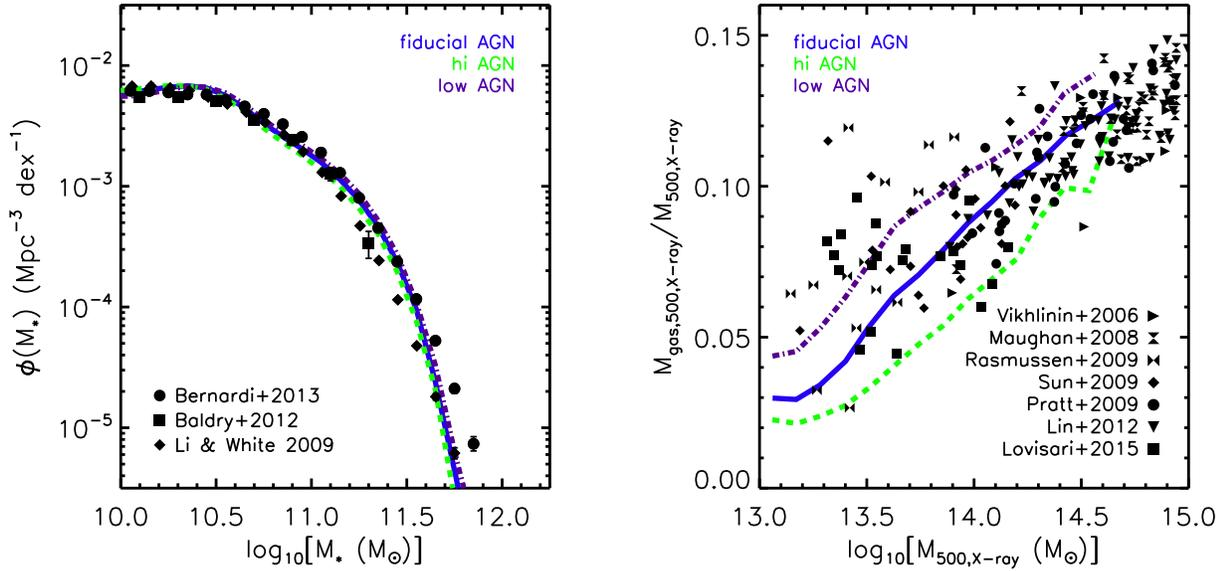 fiducial AGN
hi AGN
low AGN
10⁻²
10⁻³
10⁻⁴
10⁻⁵
ϕ(M*) (Mpc⁻³ dex⁻¹)
Bernardi+2013
Baldry+2012
Li & White 2009
10.0 10.5 11.0 11.5 12.0
log₁₀[M* (M⊙)]
fiducial AGN
hi AGN
low AGN
0.15
0.10
0.05
0.00
Mgas,500,X-ray/M500,X-ray
Vikhlinin+2006
Maughan+2008
Rasmussen+2009
Sun+2009
Pratt+2009
Lin+2012
Lovisari+2015
13.0 13.5 14.0 14.5 15.0
log₁₀[M500,X-ray (M⊙)]